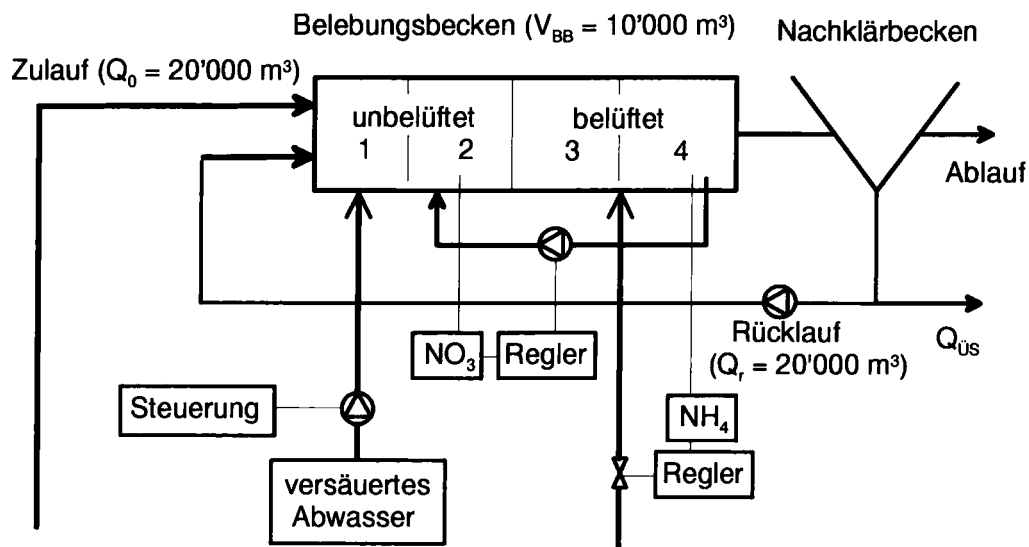 Belebungsbecken (V_BB = 10'000 m³)
Nachklärbecken
Zulauf (Q₀ = 20'000 m³)
unbelüftet
belüftet
1
2
3
4
Ablauf
Rücklauf
(Qᵣ = 20'000 m³)
Q_ÜS
NO₃
Regler
Steuerung
NH₄
Regler
versäuertes
Abwasser